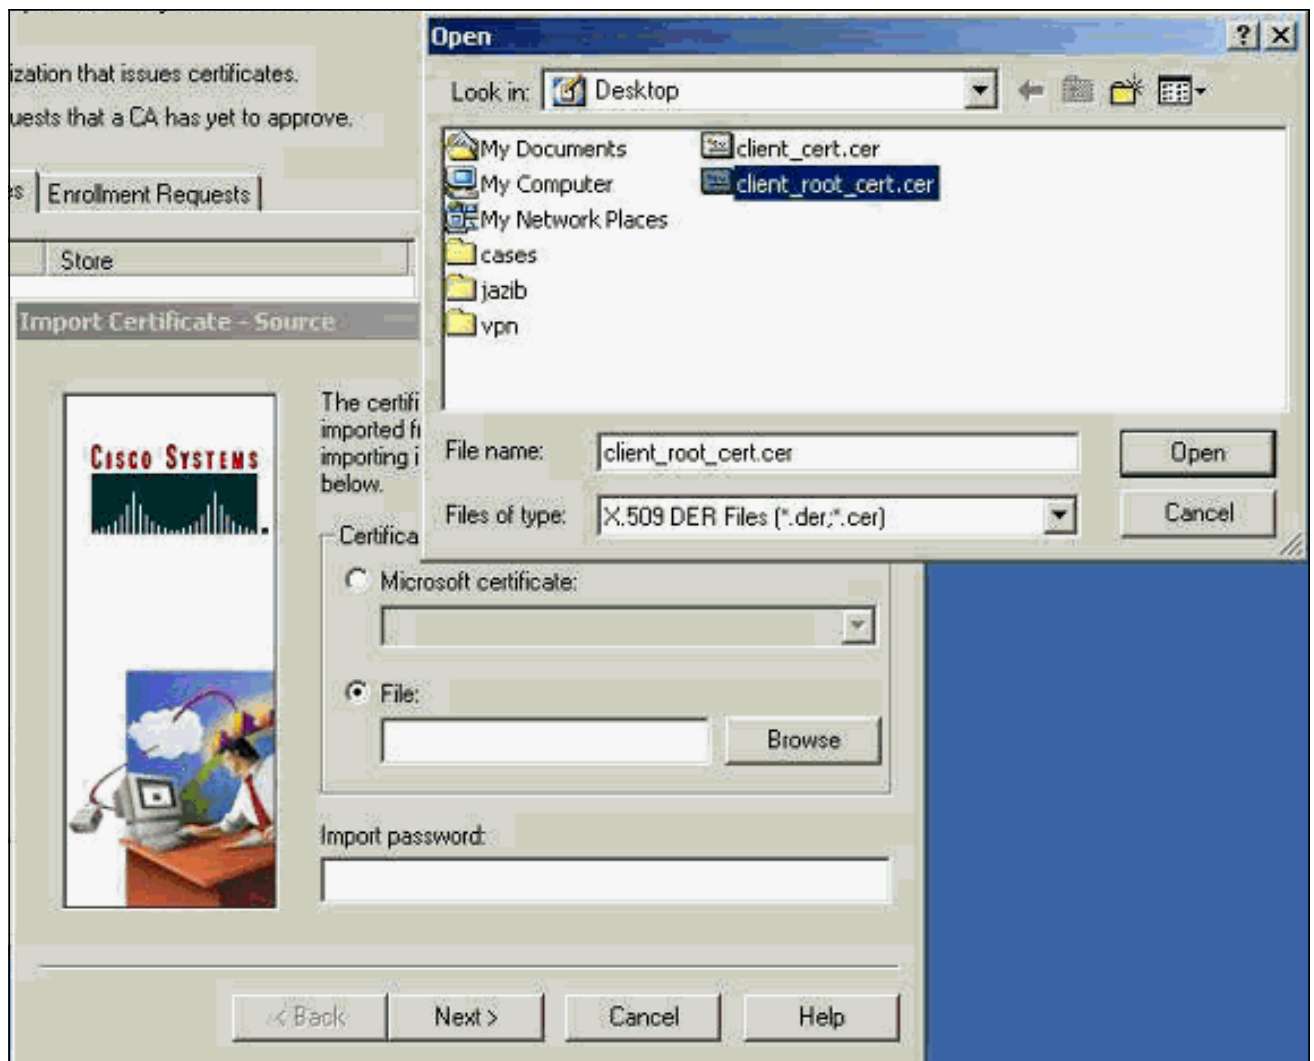 Open
Look in: Desktop
ization that issues certificates.
uests that a CA has yet to approve.
Enrollment Requests
Store
My Documents
My Computer
My Network Places
cases
jazib
vpn
client_cert.cer
client_root_cert.cer
File name: client_root_cert.cer
Open
Files of type: X.509 DER Files (*.der;*.cer)
Cancel
Import Certificate - Source
CISCO SYSTEMS
The certifi
imported f
importing i
below.
Certifica
Microsoft certificate:
File:
Browse
Import password:
< Back Next > Cancel Help